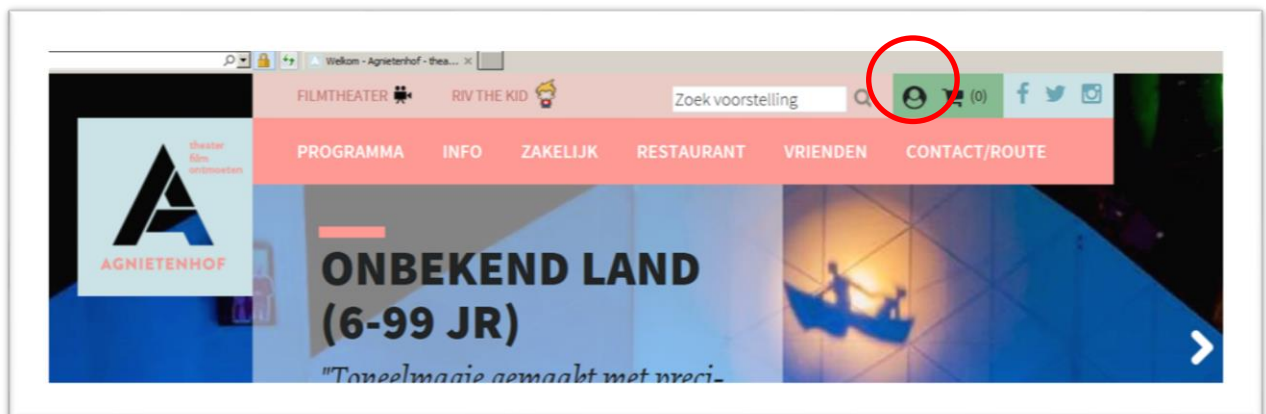 Welkom - Agnietenhof - thea...
FILMTHEATER RIV THE KID Zoek voorstelling (0)
theater
film
ontmoeten
PROGRAMMA INFO ZAKELIJK RESTAURANT VRIENDEN CONTACT/ROUTE
AGNIETENHOF
ONBEKEND LAND
(6-99 JR)
"Toneelmagie gemaakt met preci-